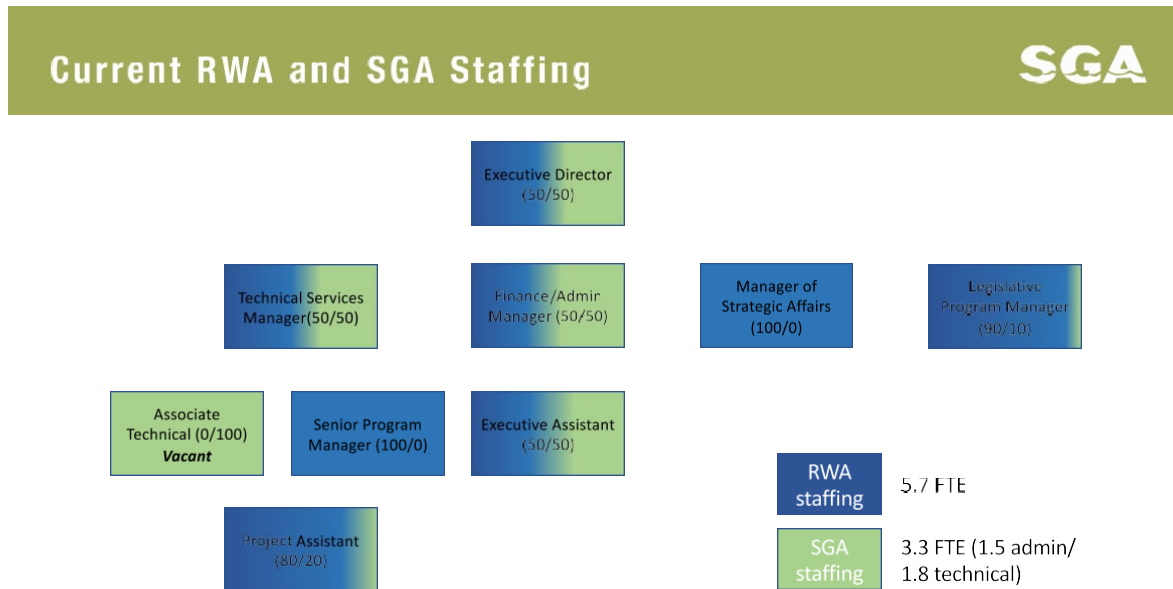 Current RWA and SGA Staffing
SGA
Executive Director
(50/50)
Technical Services
Manager(50/50)
Finance/Admin
Manager (50/50)
Manager of
Strategic Affairs
(100/0)
Legislative
Program Manager
(90/10)
Associate
Technical (0/100)
Vacant
Senior Program
Manager (100/0)
Executive Assistant
(50/50)
Project Assistant
(80/20)
RWA
staffing
5.7 FTE
SGA
staffing
3.3 FTE (1.5 admin/
1.8 technical)